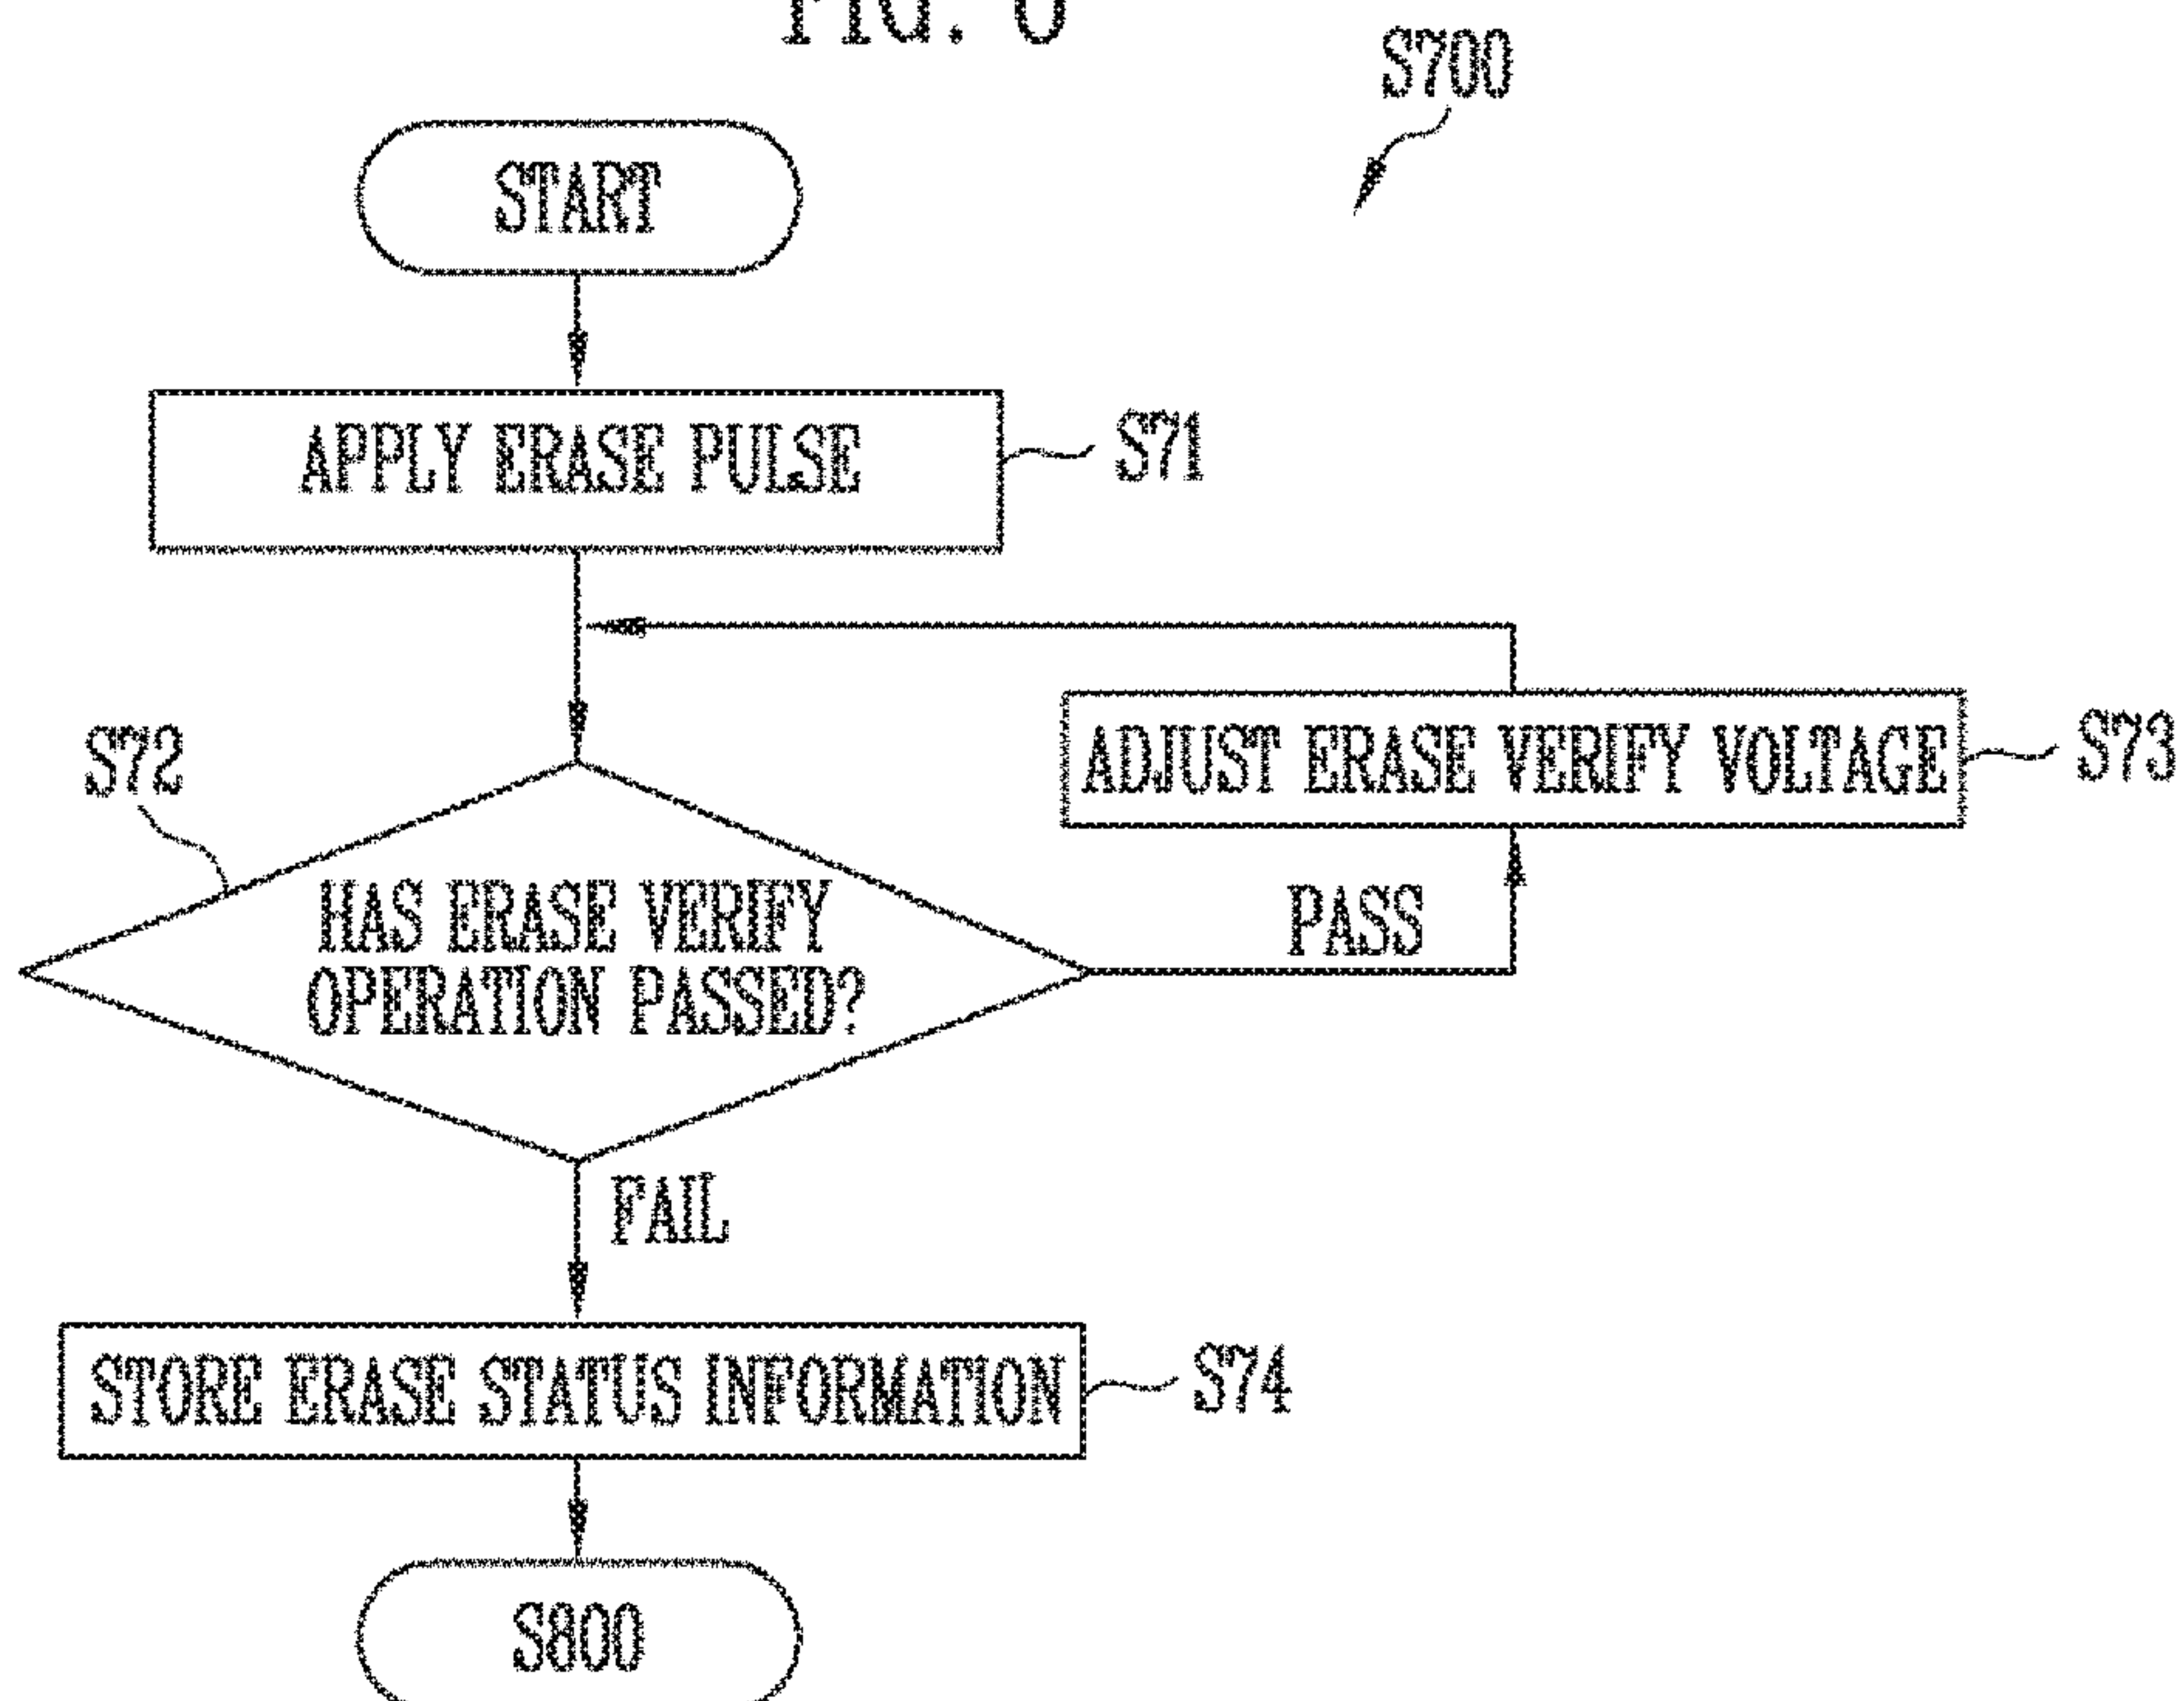 FIG.
S700
START
APPLY ERASE PULSE
S71
ADJUST ERASE VERIFY VOLTAGE
S73
S72
HAS ERASE VERIFY
OPERATION PASSED?
PASS
FAIL
STORE ERASE STATUS INFORMATION
S74
S800